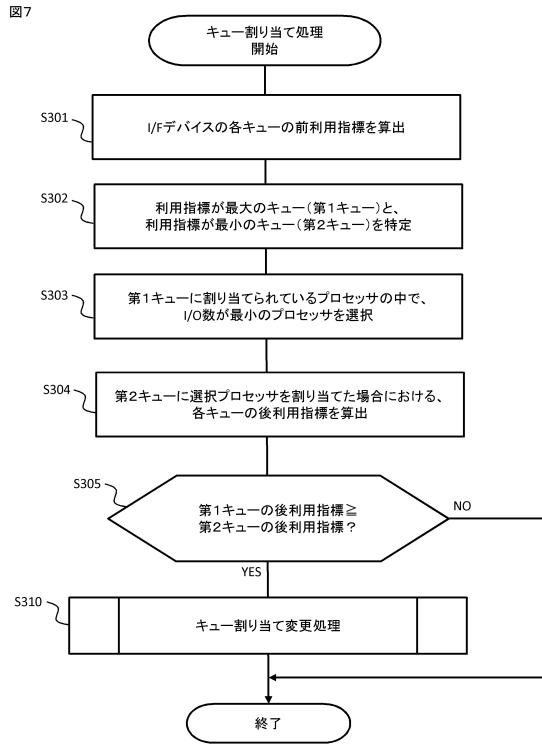 図7
キュー割り当て処理
開始
S301
I/Fデバイスの各キューの前利用指標を算出
S302
利用指標が最大のキュー(第1キュー)と、
利用指標が最小のキュー(第2キュー)を特定
S303
第1キューに割り当てられているプロセッサの中で、
I/O数が最小のプロセッサを選択
S304
第2キューに選択プロセッサを割り当てた場合における、
各キューの後利用指標を算出
S305
第1キューの後利用指標≧
第2キューの後利用指標?
NO
YES
S310
キュー割り当て変更処理
終了